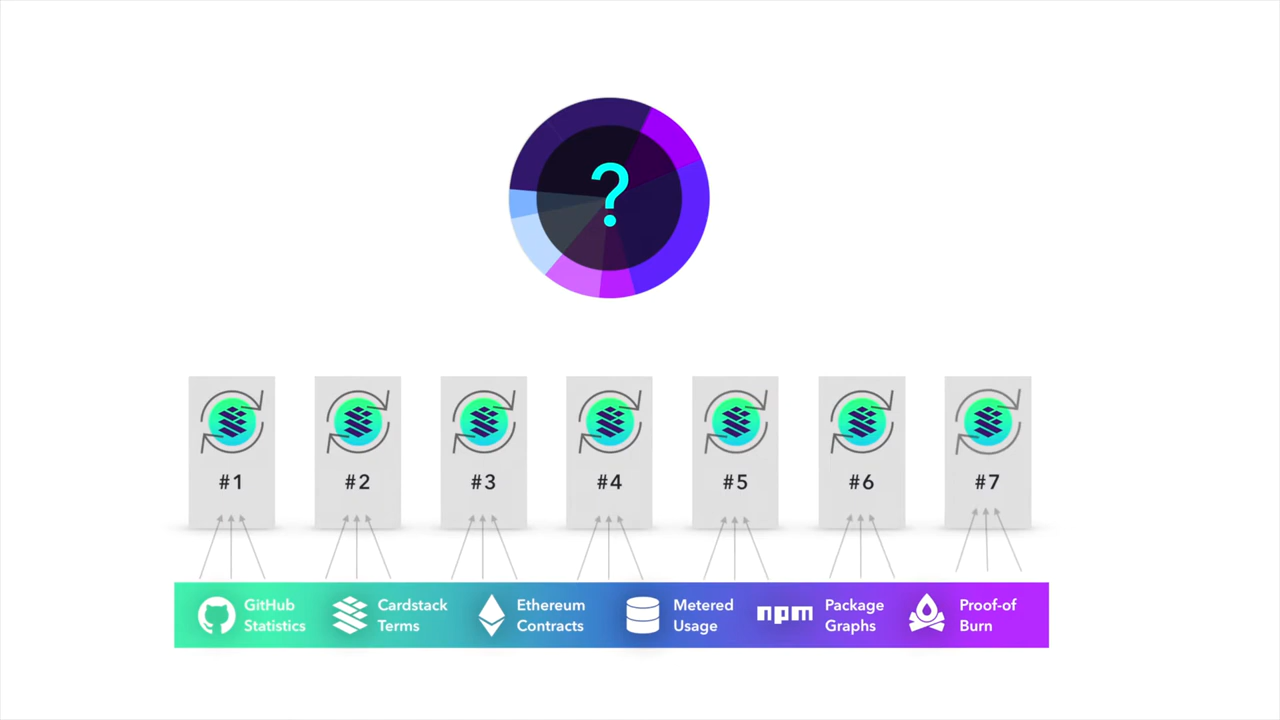 ?
#1 #2 #3 #4 #5 #6 #7
GitHub
Statistics
Cardstack
Terms
Ethereum
Contracts
Metered
Usage
npm
Package
Graphs
Proof-of
Burn